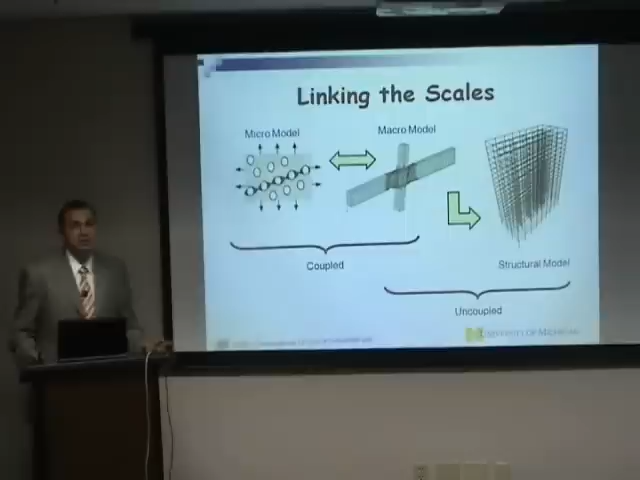 Linking the Scales
Micro Model
Macro Model
Structural Model
Coupled
Uncoupled
UNIVERSITY OF MICHIGAN